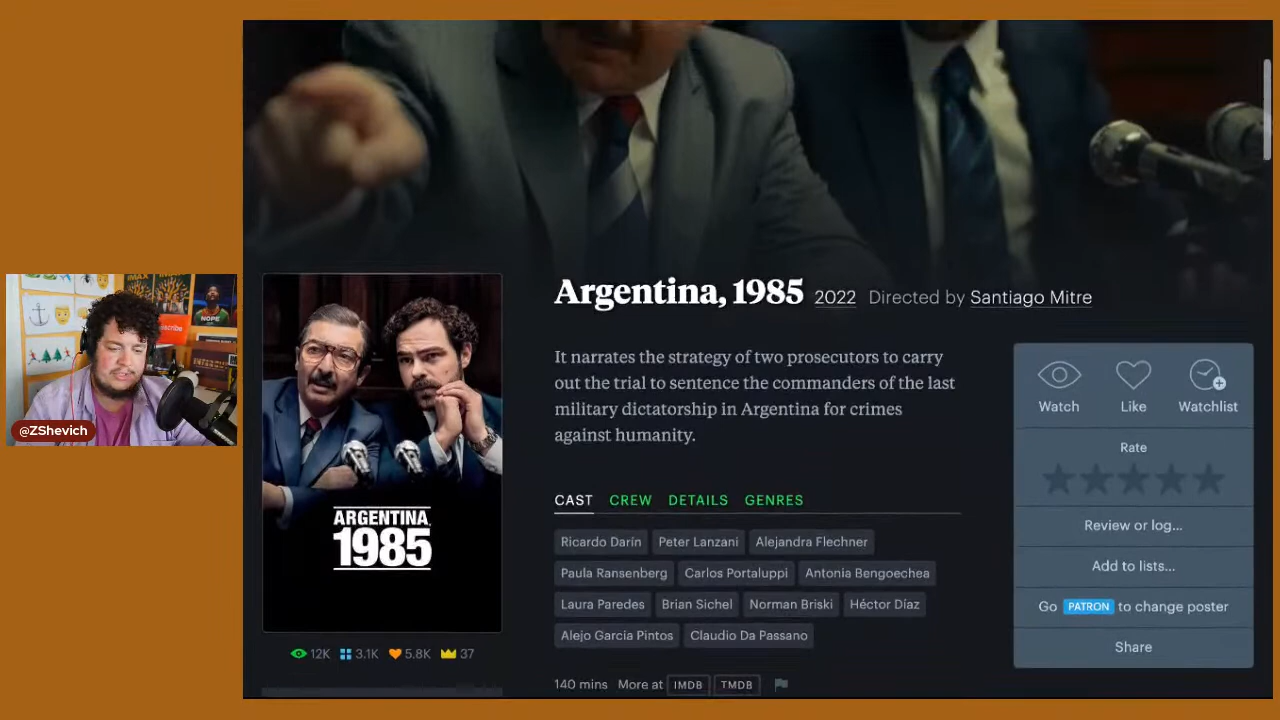 IMAX
NOPE
scribe
@ZShevich
Argentina, 1985 2022 Directed by Santiago Mitre
It narrates the strategy of two prosecutors to carry
out the trial to sentence the commanders of the last
military dictatorship in Argentina for crimes
against humanity.
CAST CREW DETAILS GENRES
Ricardo Darín Peter Lanzani Alejandra Flechner
Paula Ransenberg Carlos Portaluppi Antonia Bengoechea
Laura Paredes Brian Sichel Norman Briski Héctor Díaz
Alejo Garcia Pintos Claudio Da Passano
140 mins More at IMDB TMDB
ARGENTINA,
1985
12K 3.1K 5.8K 37
Watch Like Watchlist
Rate
Review or log...
Add to lists...
Go PATRON to change poster
Share